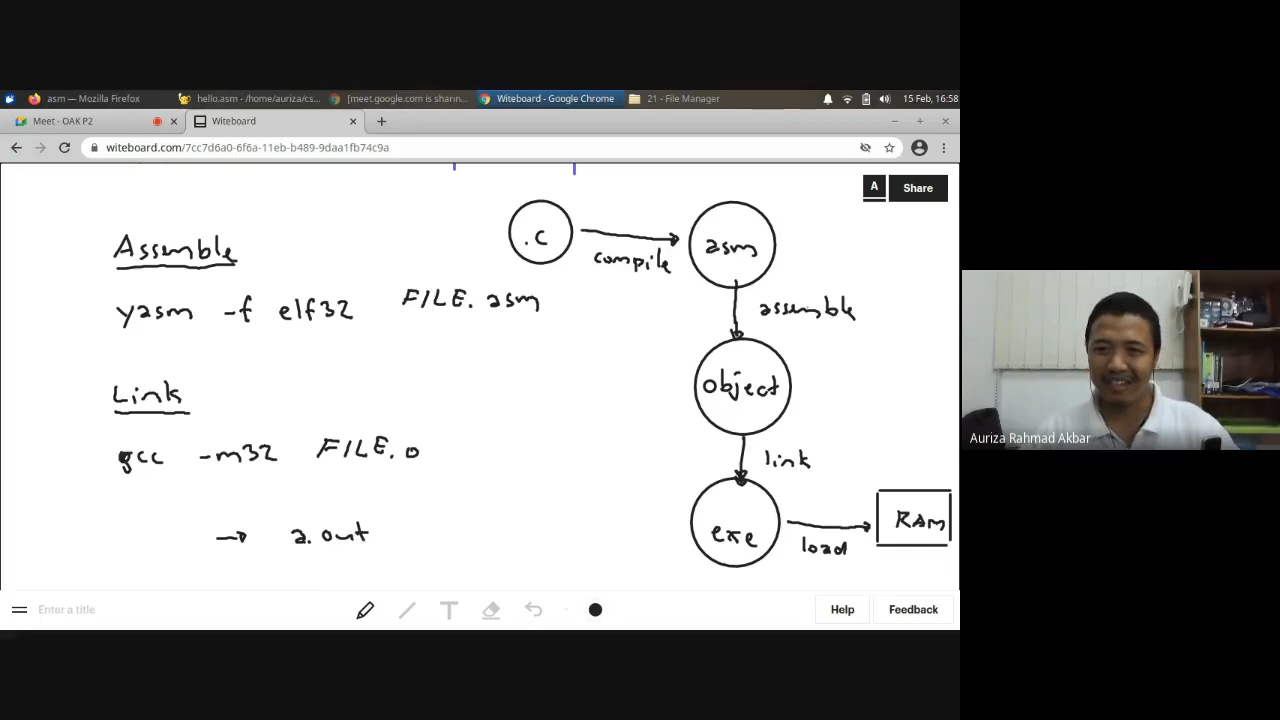 asm — Mozilla Firefox
hello.asm - /home/auriza/cs...
[meet.google.com is sharin...
Witeboard - Google Chrome
21 - File Manager
15 Feb, 16:58
Meet - OAK P2
Witeboard
witeboard.com/7cc7d6a0-6f6a-11eb-b489-9daa1fb74c9a
A
Share
Assemble
yasm -f elf32 FILE.asm
Link
gcc -m32 FILE.o
→ a.out
.c
compile
asm
assemble
object
link
exe
load
RAM
Auriza Rahmad Akbar
Enter a title
T
Help
Feedback